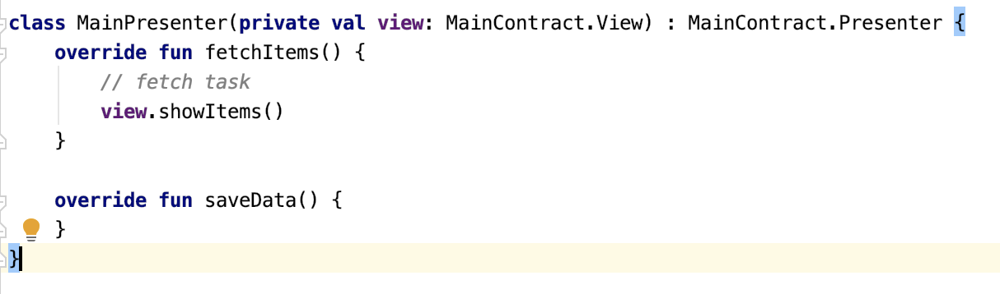 class MainPresenter(private val view: MainContract.View) : MainContract.Presenter {
    override fun fetchItems() {
        // fetch task
        view.showItems()
    }

    override fun saveData() {
    }
}